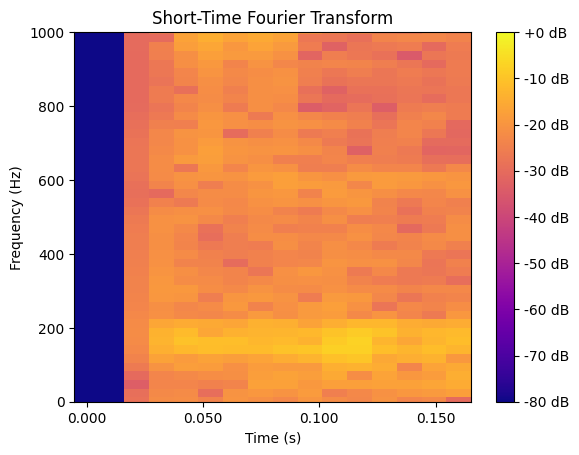 Short-Time Fourier Transform
1000
800
600
400
200
0
Frequency (Hz)
0.000
0.050
0.100
0.150
Time (s)
+0 dB
-10 dB
-20 dB
-30 dB
-40 dB
-50 dB
-60 dB
-70 dB
-80 dB